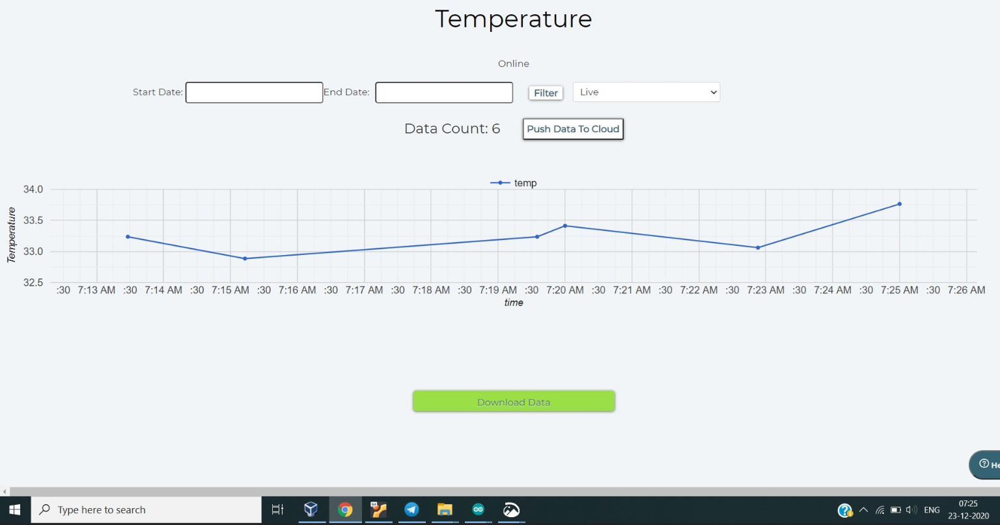 Temperature
Online
Start Date: End Date: Filter Live
Data Count: 6 Push Data To Cloud
temp
34.0
33.5
33.0
32.5
Temperature
:30 7:13 AM :30 7:14 AM :30 7:15 AM :30 7:16 AM :30 7:17 AM :30 7:18 AM :30 7:19 AM :30 7:20 AM :30 7:21 AM :30 7:22 AM :30 7:23 AM :30 7:24 AM :30 7:25 AM :30 7:26 AM
time
Download Data
He
Type here to search
ENG
07:25
23-12-2020